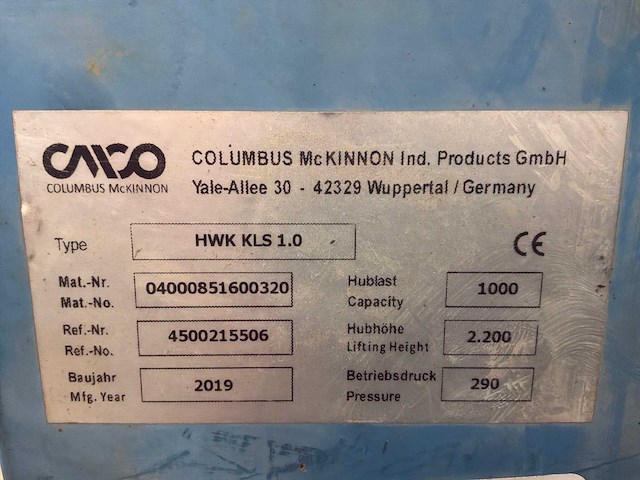 CMCO
COLUMBUS McKINNON
COLUMBUS McKINNON Ind. Products GmbH
Yale-Allee 30 - 42329 Wuppertal / Germany
Type HWK KLS 1.0 CE
Mat.-Nr. Mat.-No. 04000851600320
Hublast Capacity 1000
Ref.-Nr. Ref.-No. 4500215506
Hubhöhe Lifting Height 2.200
Baujahr Mfg. Year 2019
Betriebsdruck Pressure 290